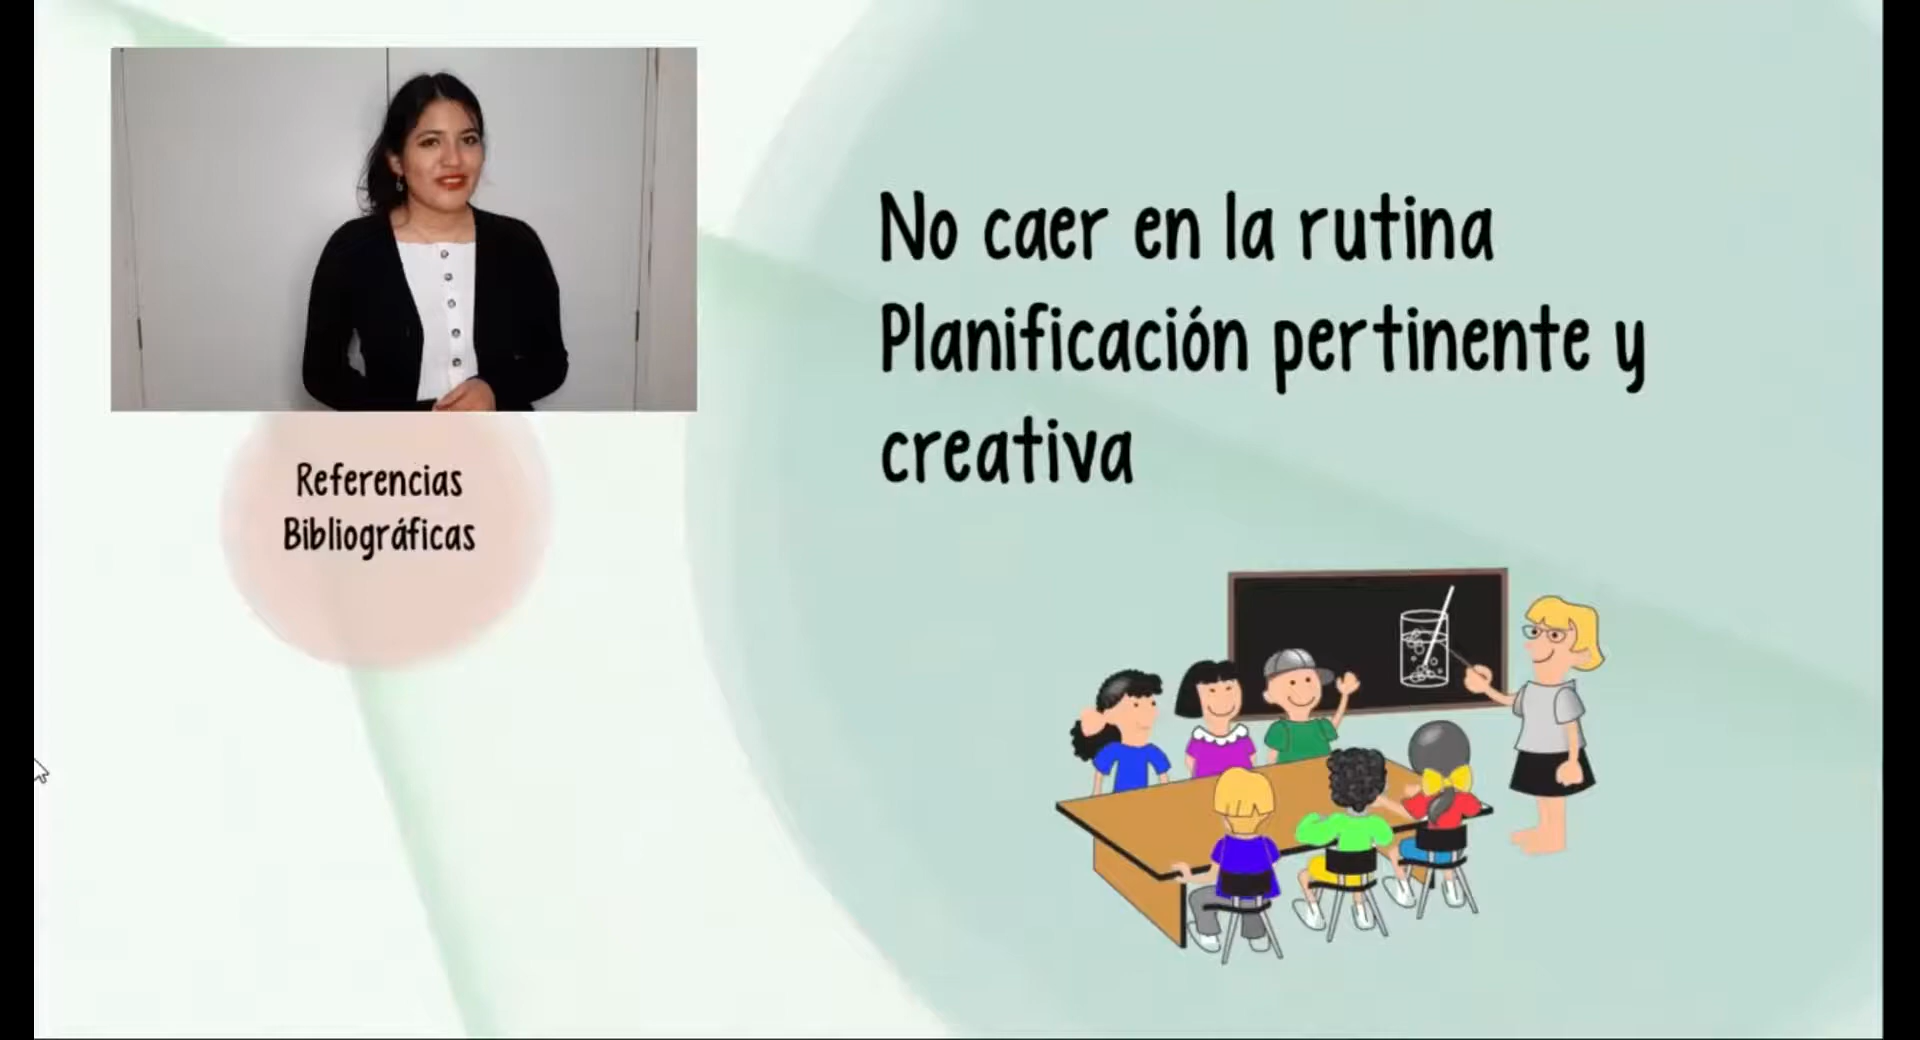 No caer en la rutina
Planificación pertinente y
creativa
Referencias
Bibliográficas